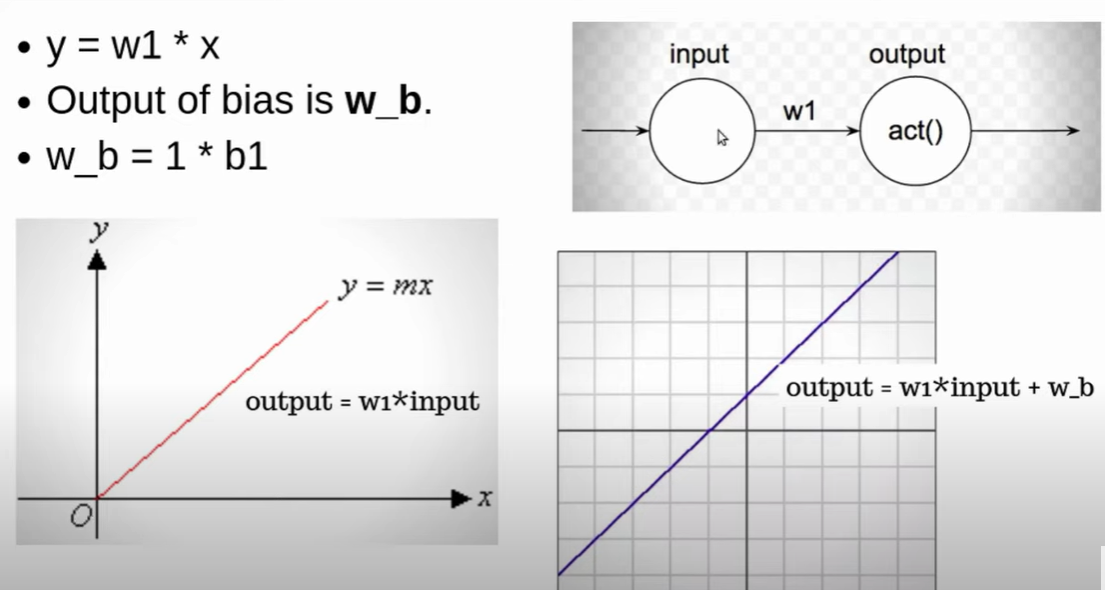 • y = w1 * x
• Output of bias is w_b.
• w_b = 1 * b1
input
output
w1
act()
y
y = mx
output = w1*input
x
O
output = w1*input + w_b